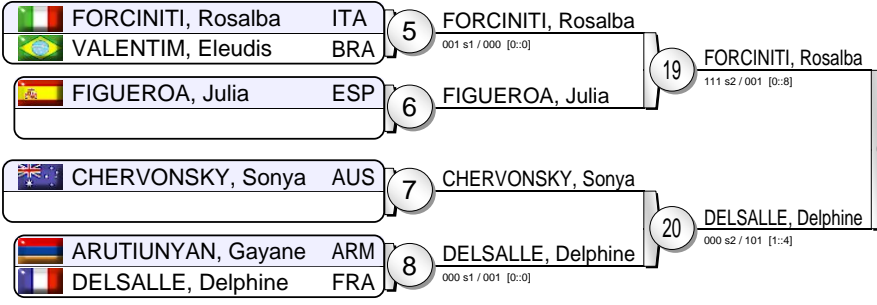 FORCINITI, Rosalba ITA
VALENTIM, Eleudis BRA
5
FORCINITI, Rosalba
001 s1 / 000 [0::0]
FIGUEROA, Julia ESP
6
FIGUEROA, Julia
19
FORCINITI, Rosalba
111 s2 / 001 [0::8]
CHERVONSKY, Sonya AUS
7
CHERVONSKY, Sonya
ARUTIUNYAN, Gayane ARM
DELSALLE, Delphine FRA
8
DELSALLE, Delphine
000 s1 / 001 [0::0]
20
DELSALLE, Delphine
000 s2 / 101 [1::4]